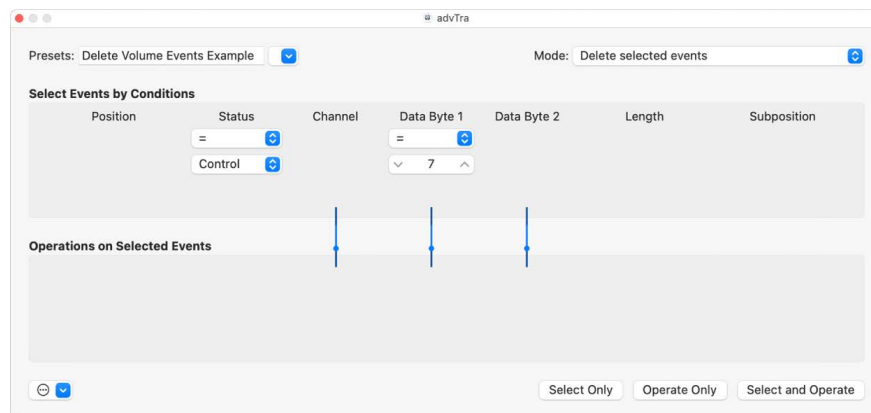 advTra
Presets: Delete Volume Events Example Mode: Delete selected events
Select Events by Conditions
Position Status Channel Data Byte 1 Data Byte 2 Length Subposition
= =
Control 7
Operations on Selected Events
Select Only Operate Only Select and Operate